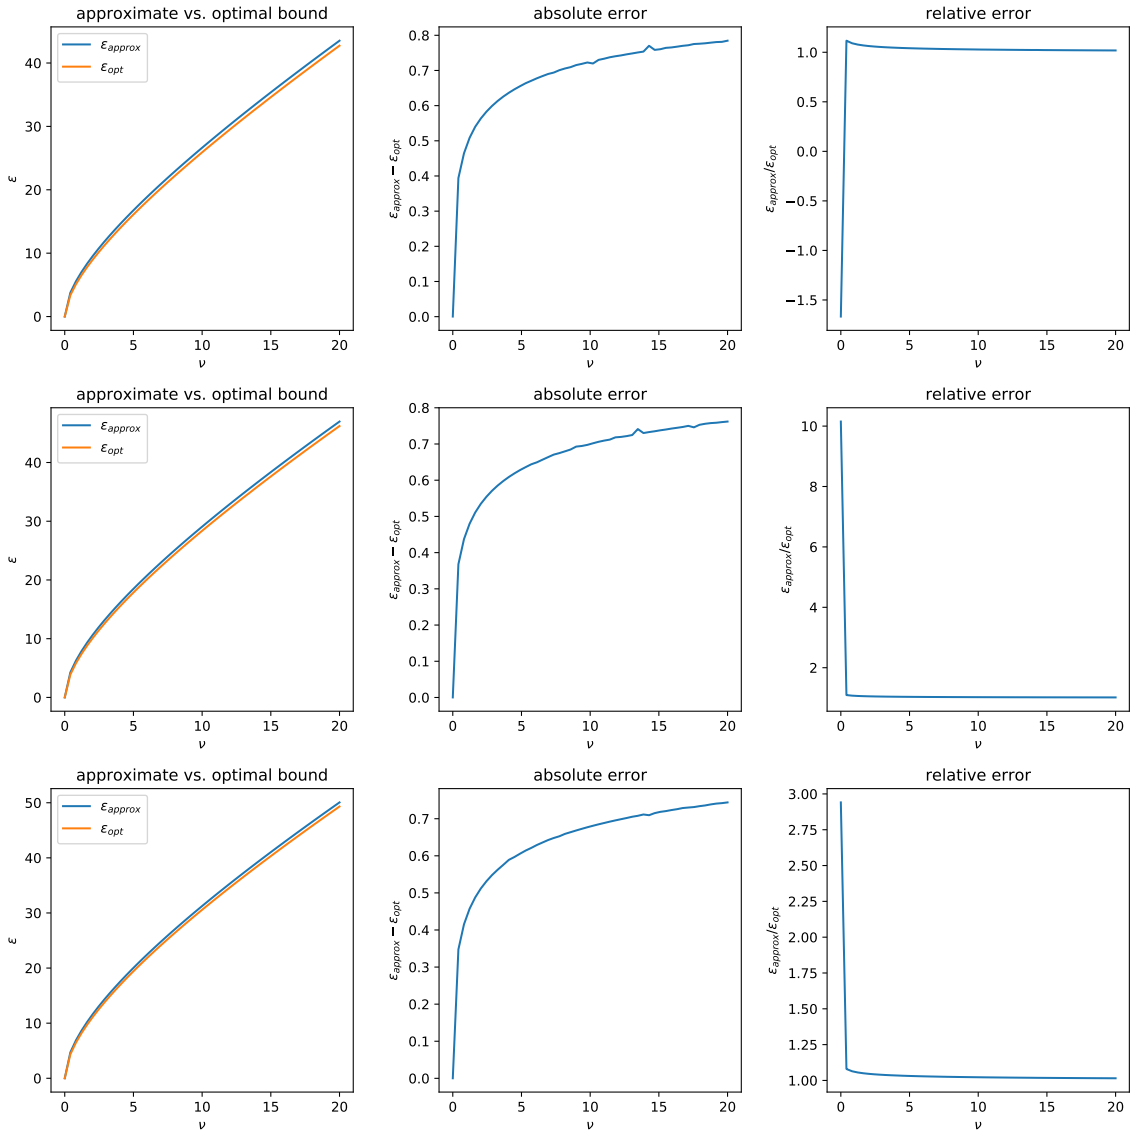 approximate vs. optimal bound
absolute error
relative error
ε
40
30
20
10
0
ε_approx
ε_opt
0 5 10 15 20
ν
ε_approx − ε_opt
0.8
0.7
0.6
0.5
0.4
0.3
0.2
0.1
0.0
0 5 10 15 20
ν
ε_approx/ε_opt
1.0
0.5
0.0
−0.5
−1.0
−1.5
0 5 10 15 20
ν
approximate vs. optimal bound
absolute error
relative error
ε
40
30
20
10
0
ε_approx
ε_opt
0 5 10 15 20
ν
ε_approx − ε_opt
0.8
0.7
0.6
0.5
0.4
0.3
0.2
0.1
0.0
0 5 10 15 20
ν
ε_approx/ε_opt
10
8
6
4
2
0 5 10 15 20
ν
approximate vs. optimal bound
absolute error
relative error
ε
50
40
30
20
10
0
ε_approx
ε_opt
0 5 10 15 20
ν
ε_approx − ε_opt
0.7
0.6
0.5
0.4
0.3
0.2
0.1
0.0
0 5 10 15 20
ν
ε_approx/ε_opt
3.00
2.75
2.50
2.25
2.00
1.75
1.50
1.25
1.00
0 5 10 15 20
ν